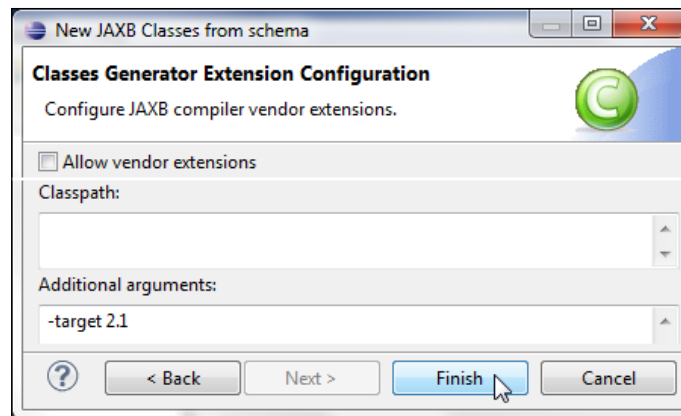 New JAXB Classes from schema
Classes Generator Extension Configuration
Configure JAXB compiler vendor extensions.
C
Allow vendor extensions
Classpath:
Additional arguments:
-target 2.1
? < Back Next > Finish Cancel